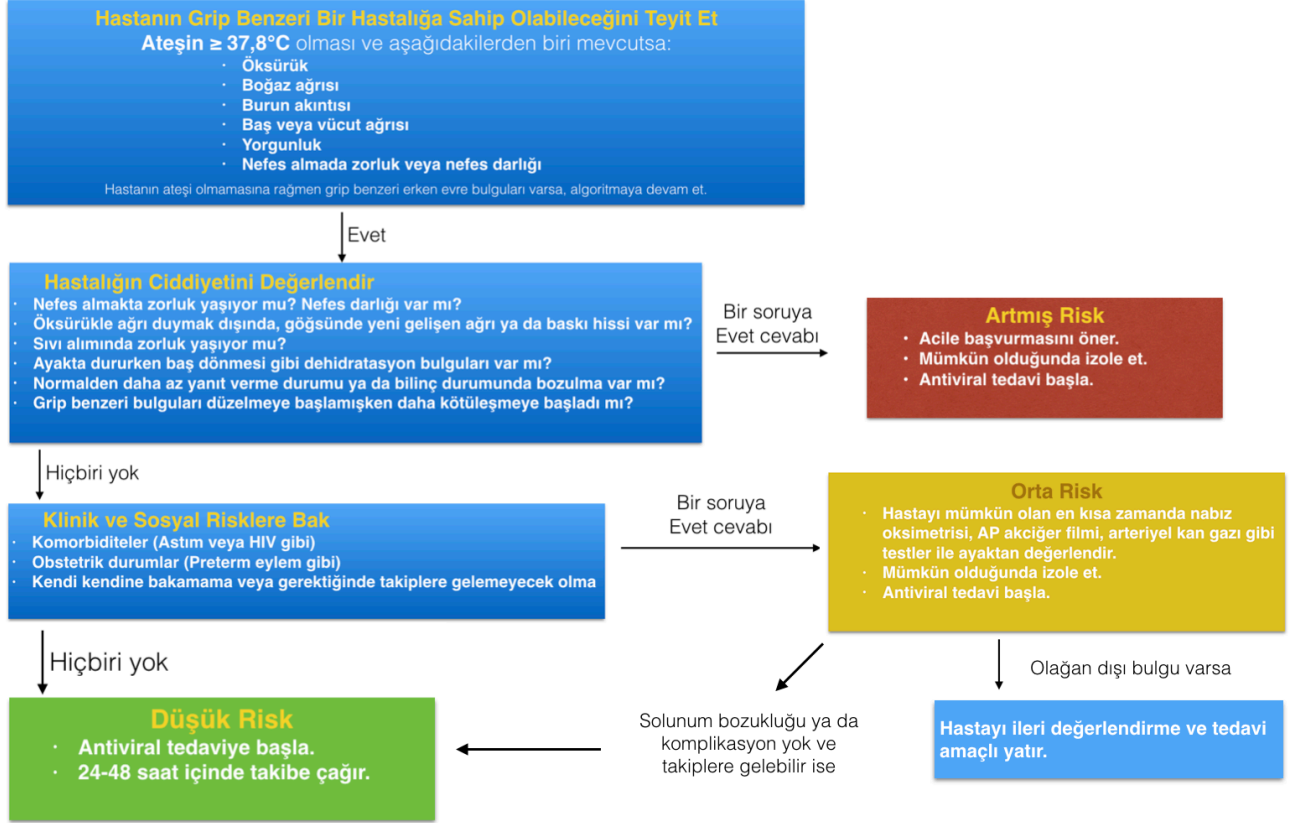 Hastanın Grip Benzeri Bir Hastalığa Sahip Olabileceğini Teyit Et
Ateşin ≥ 37,8°C olması ve aşağıdakilerden biri mevcutsa:
· Öksürük
· Boğaz ağrısı
· Burun akıntısı
· Baş veya vücut ağrısı
· Yorgunluk
· Nefes almada zorluk veya nefes darlığı
Hastanın ateşi olmamasına rağmen grip benzeri erken evre bulguları varsa, algoritmaya devam et.
Evet
Hastalığın Ciddiyetini Değerlendir
· Nefes almakta zorluk yaşıyor mu? Nefes darlığı var mı?
· Öksürükle ağrı duymak dışında, göğsünde yeni gelişen ağrı ya da baskı hissi var mı?
· Sıvı alımında zorluk yaşıyor mu?
· Ayakta dururken baş dönmesi gibi dehidratasyon bulguları var mı?
· Normalden daha az yanıt verme durumu ya da bilinç durumunda bozulma var mı?
· Grip benzeri bulguları düzelmeye başlamışken daha kötüleşmeye başladı mı?
Bir soruya
Evet cevabı
Artmış Risk
• Acile başvurmasını öner.
• Mümkün olduğunda izole et.
• Antiviral tedavi başla.
Hiçbiri yok
Klinik ve Sosyal Risklere Bak
· Komorbiditeler (Astım veya HIV gibi)
· Obstetrik durumlar (Preterm eylem gibi)
· Kendi kendine bakamama veya gerektiğinde takiplere gelemeyecek olma
Bir soruya
Evet cevabı
Orta Risk
· Hastayı mümkün olan en kısa zamanda nabız
oksimetrisi, AP akciğer filmi, arteriyel kan gazı gibi
testler ile ayaktan değerlendir.
· Mümkün olduğunda izole et.
· Antiviral tedavi başla.
Hiçbiri yok
Düşük Risk
· Antiviral tedaviye başla.
· 24-48 saat içinde takibe çağır.
Solunum bozukluğu ya da
komplikasyon yok ve
takiplere gelebilir ise
Olağan dışı bulgu varsa
Hastayı ileri değerlendirme ve tedavi
amaçlı yatır.